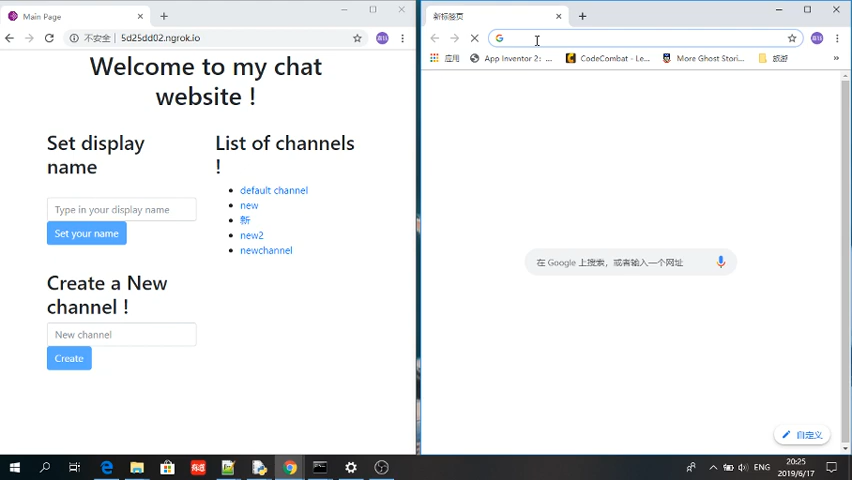 Main Page
不安全
5d25dd02.ngrok.io
Welcome to my chat
website !
Set display
name
Type in your display name
Set your name
Create a New
channel !
New channel
Create
List of channels
!
default channel
new
新
new2
newchannel
新标签页
应用
App Inventor 2: ...
CodeCombat - Le...
More Ghost Stori...
旅游
在 Google 上搜索，或者输入一个网址
自定义
ENG
20:25
2019/6/17